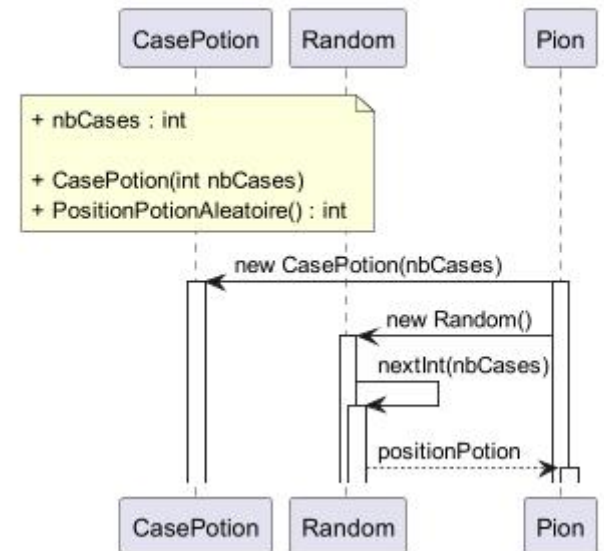 CasePotion Random Pion
+ nbCases : int
+ CasePotion(int nbCases)
+ PositionPotionAleatoire() : int
new CasePotion(nbCases)
new Random()
nextInt(nbCases)
positionPotion
CasePotion Random Pion